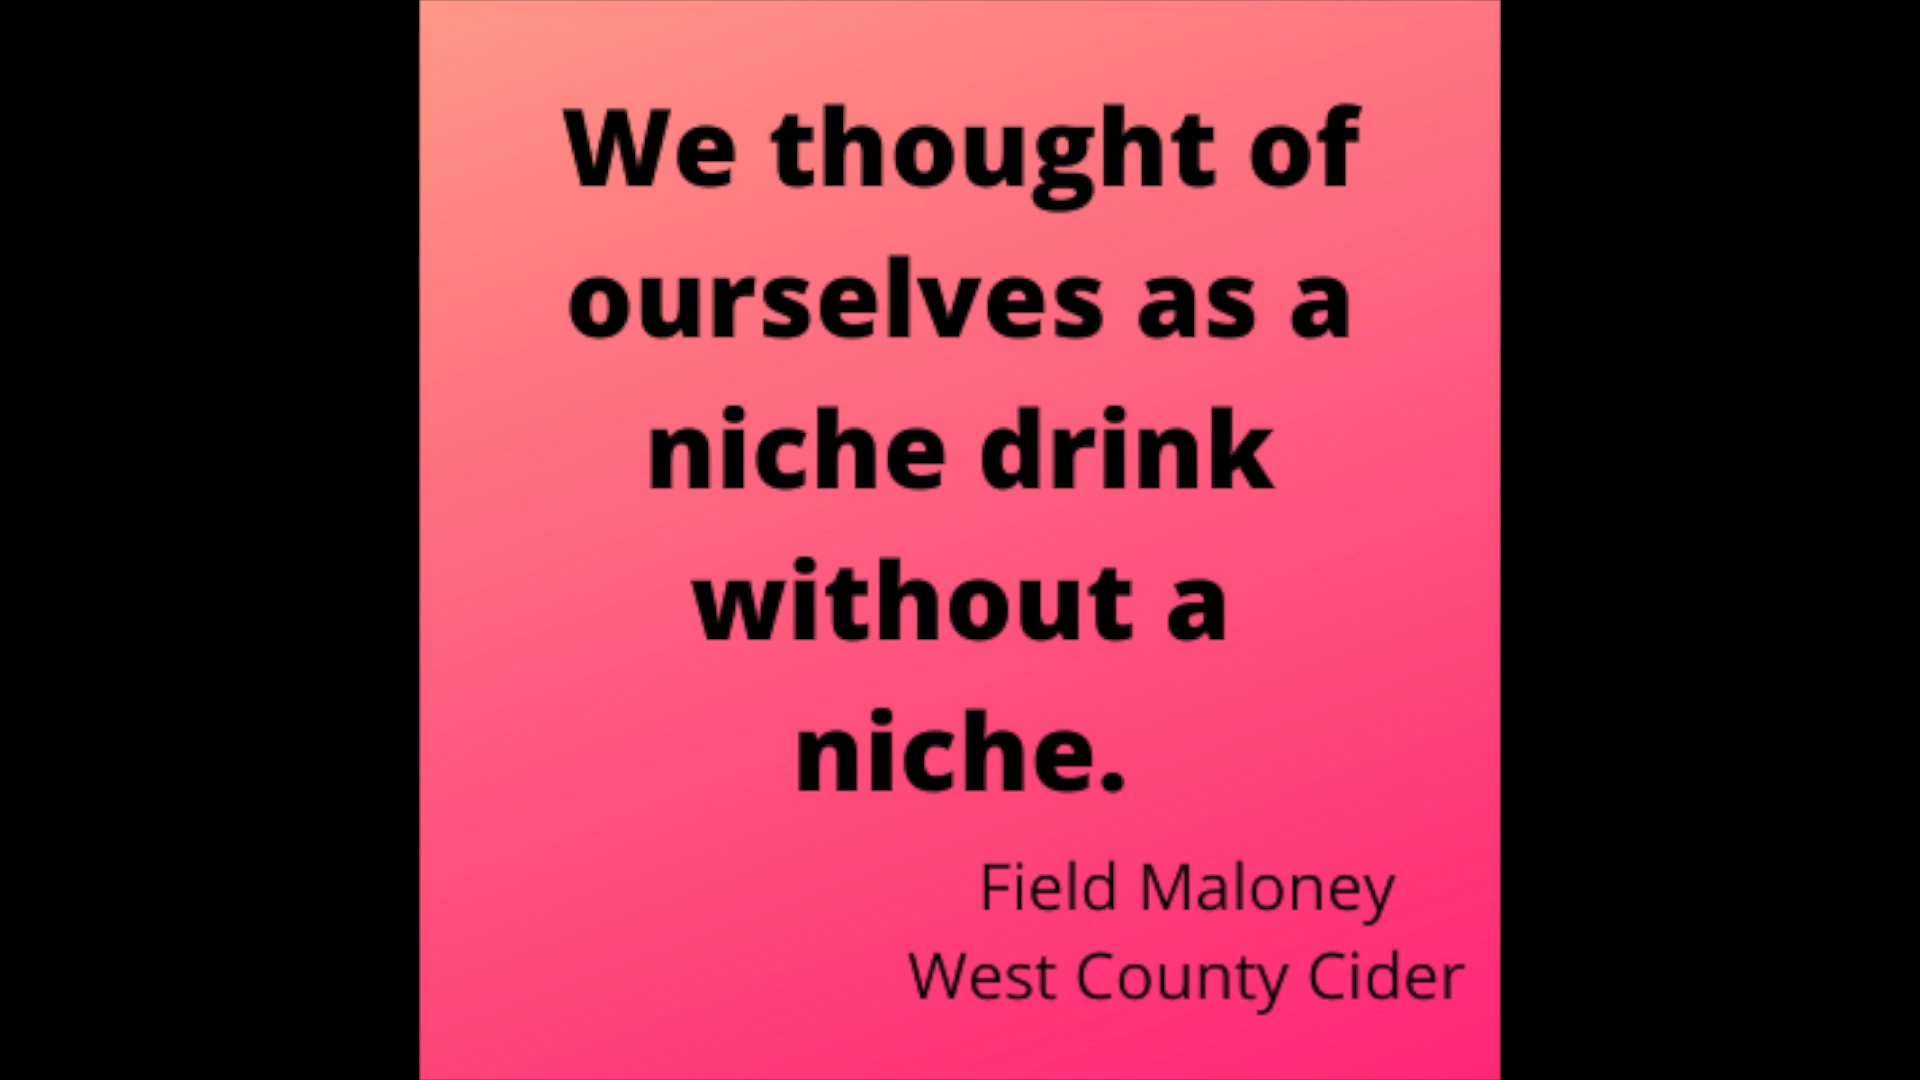 We thought of
ourselves as a
niche drink
without a
niche.
Field Maloney
West County Cider